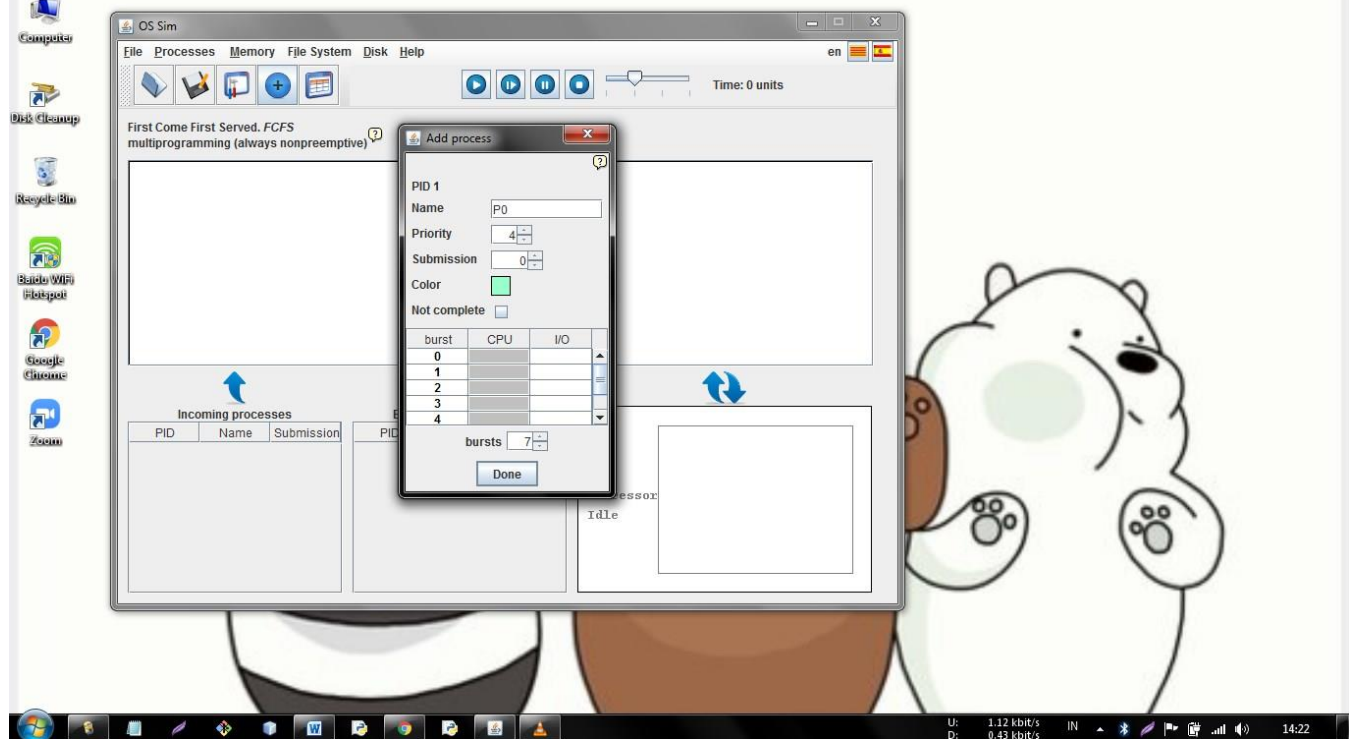 Computer
Disk Cleanup
Recycle Bin
Baidu WiFi
Hotspot
Google
Chrome
Zoom
OS Sim
File Processes Memory File System Disk Help
en
Time: 0 units
First Come First Served. FCFS
multiprogramming (always nonpreemptive)
Incoming processes
PID Name Submission
PID
Add process
PID 1
Name P0
Priority 4
Submission 0
Color
Not complete
burst CPU I/O
0
1
2
3
4
bursts 7
Done
essor
Idle
U: 1.12 kbit/s
D: 0.43 kbit/s
IN
14:22